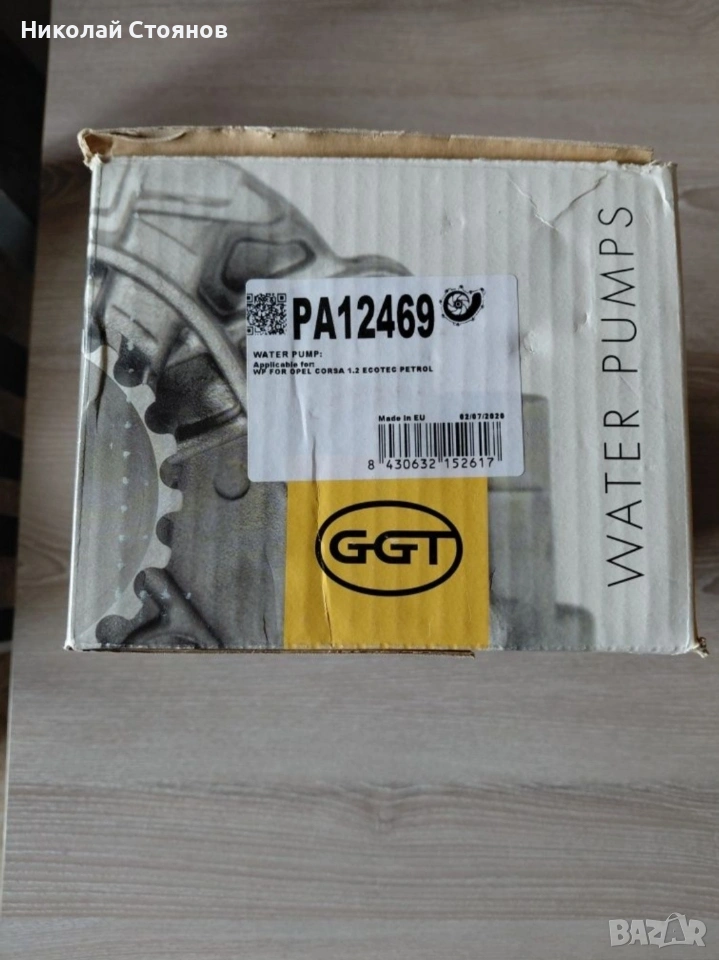 Николай Стоянов
PA12469
WATER PUMP:
Applicable for:
WP FOR OPEL CORSA 1.2 ECOTEC PETROL
Made in EU 02/07/2020
8 430632 152617
GGT
WATER PUMPS
BAZAR